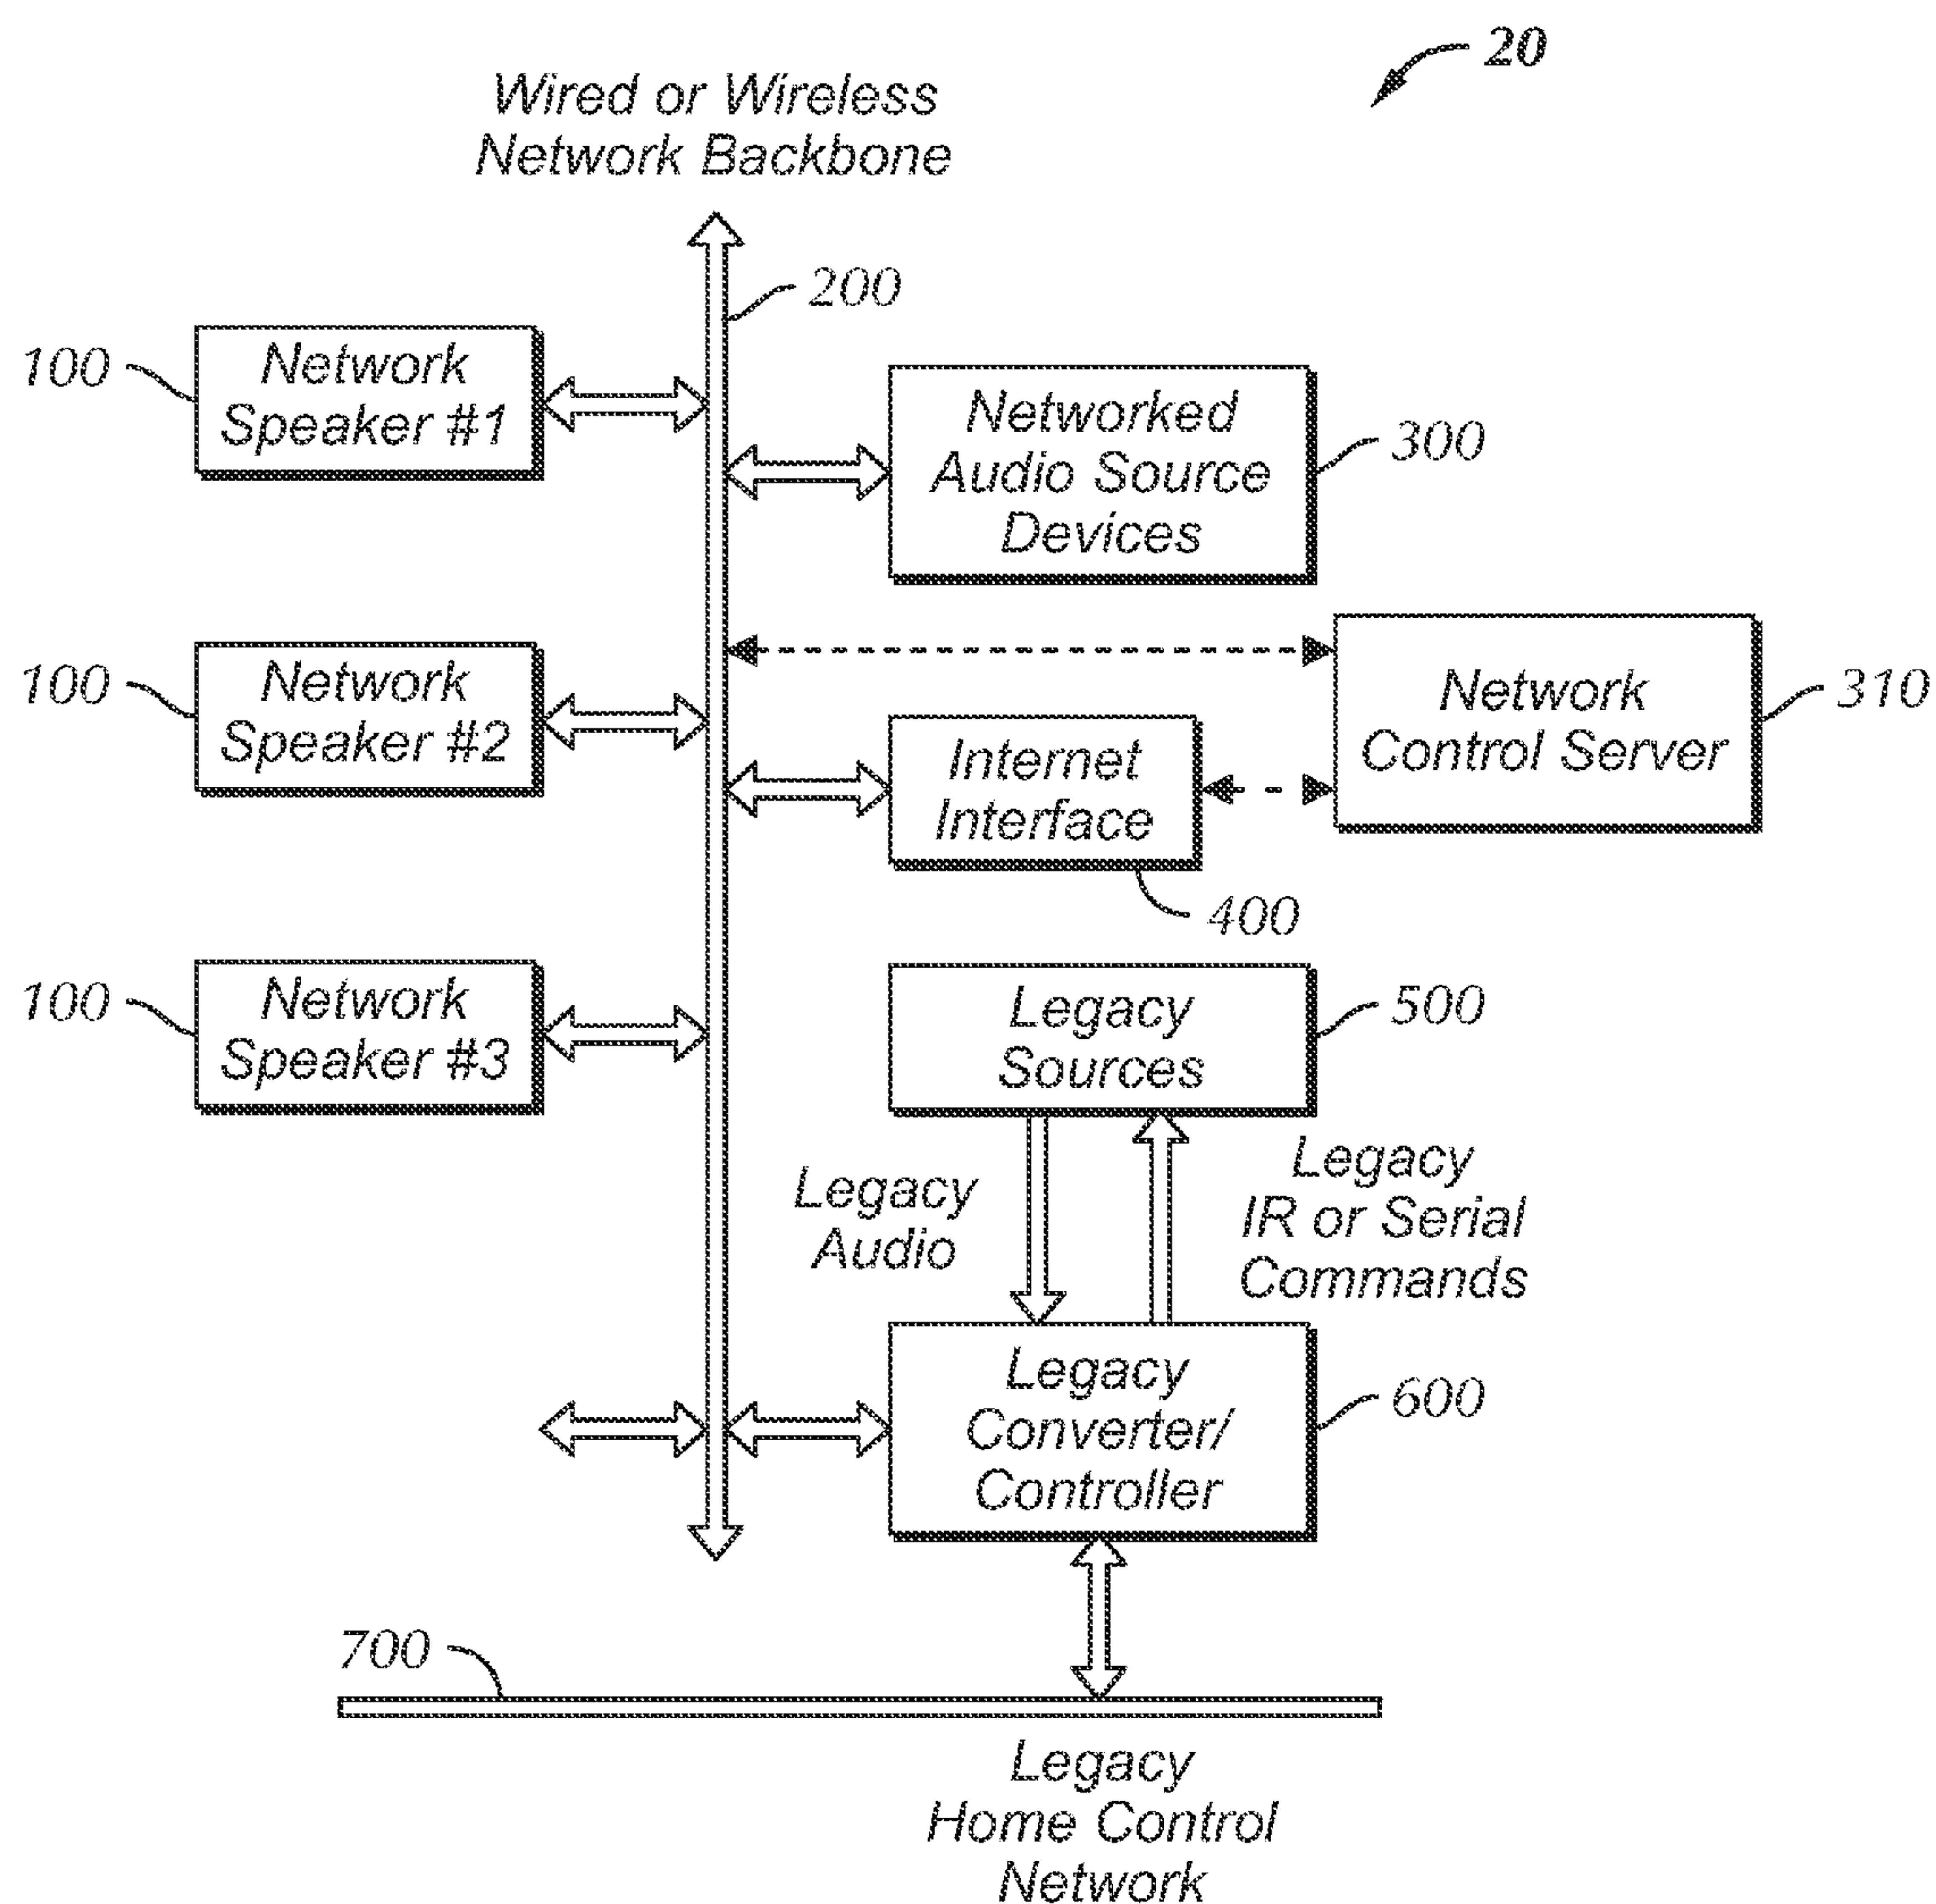 20
Wired or Wireless
Network Backbone
200
100
Network
Speaker #1
Networked
Audio Source
Devices
300
100
Network
Speaker #2
Network
Control Server
310
Internet
Interface
400
100
Network
Speaker #3
Legacy
Sources
500
Legacy
Audio
Legacy
IR or Serial
Commands
Legacy
Converter/
Controller
600
700
Legacy
Home Control
Network